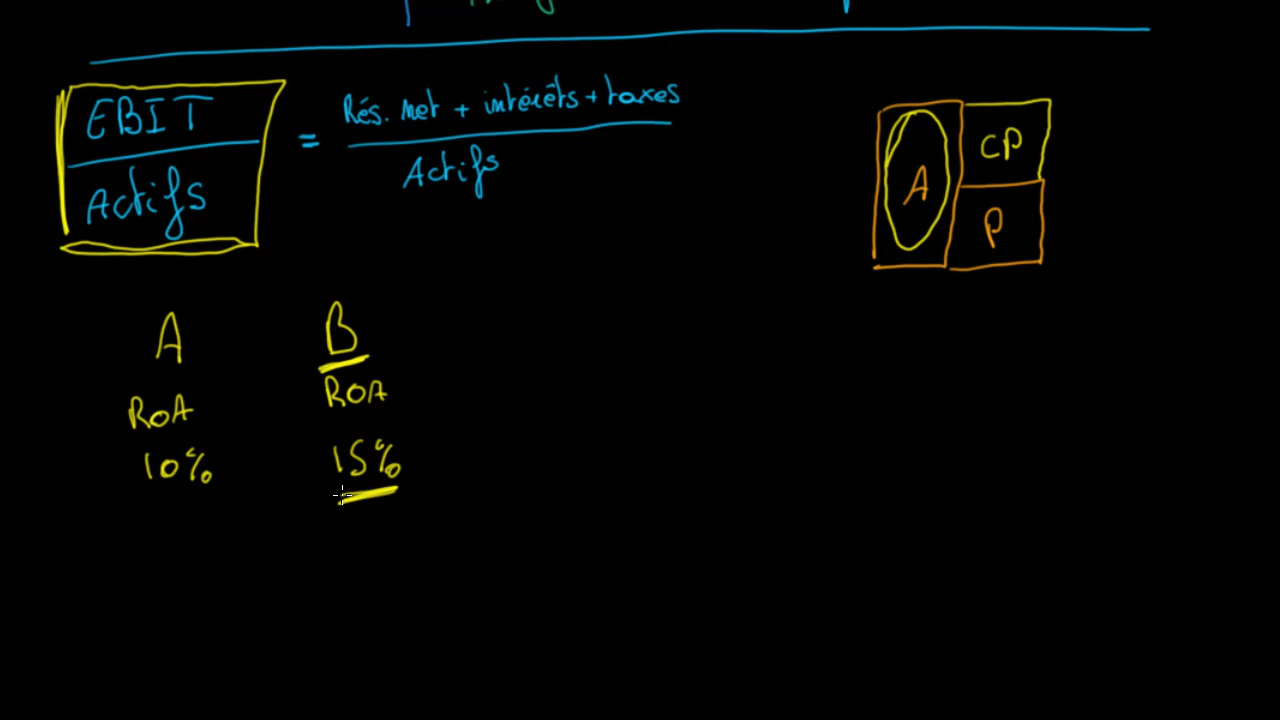 EBIT
Actifs
=
Rés. net + intérêts + taxes
Actifs
A
CP
P
A
B
ROA
ROA
10%
15%